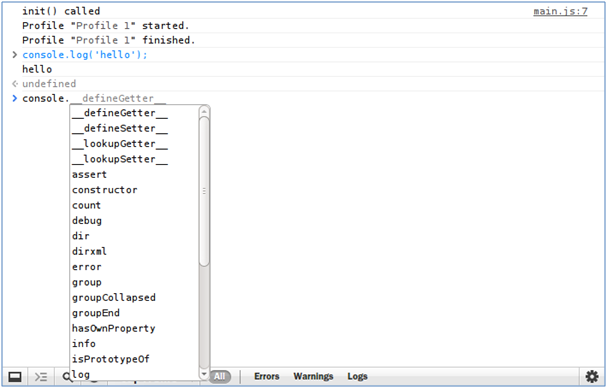 init() called main.js:7
Profile "Profile 1" started.
Profile "Profile 1" finished.
> console.log('hello');
hello
< undefined
> console.__defineGetter__
__defineGetter__
__defineSetter__
__lookupGetter__
__lookupSetter__
assert
constructor
count
debug
dir
dirxml
error
group
groupCollapsed
groupEnd
hasOwnProperty
info
isPrototypeOf
log
All Errors Warnings Logs